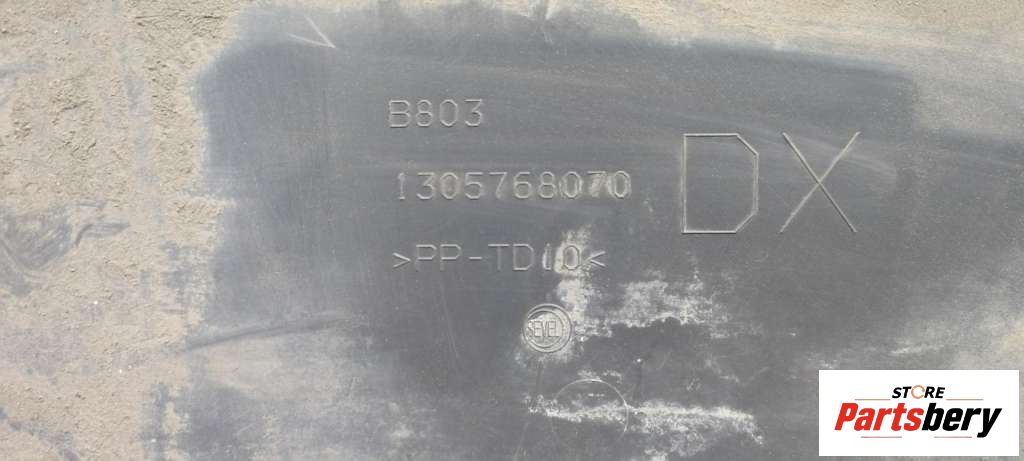 B803
DX
1305768070
>PP-TD10<
SEVEL
STORE
Partsbery